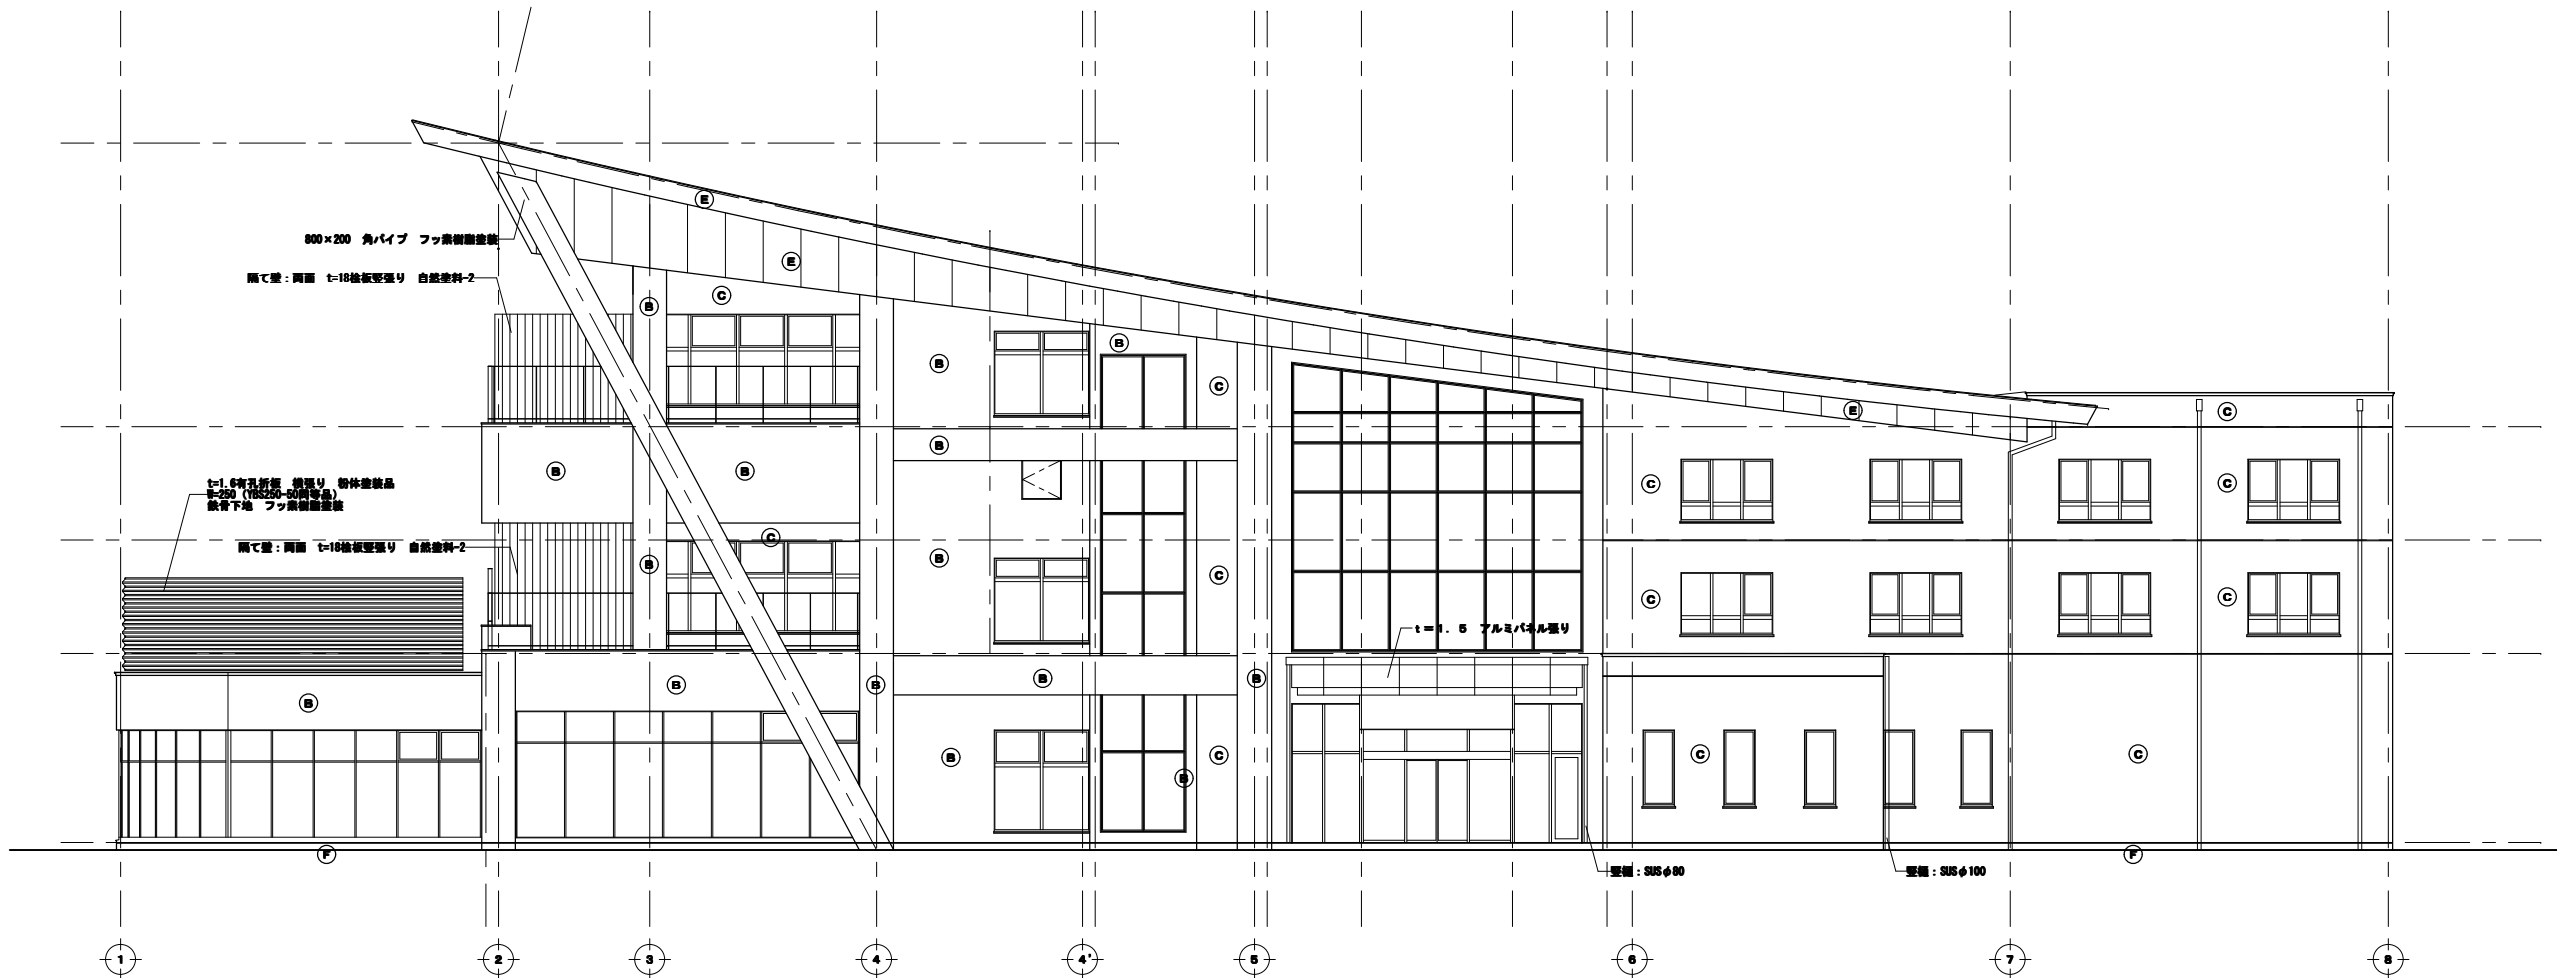 E
800×200 角パイプ フッ素樹脂塗装
E
隔て壁：両面 t=18桧板竪張り 自然塗料-2
C
B
B
B
C
E
C
B
B
B
C
C
t=1.6有孔折板 横張り 粉体塗装品
W=250 (YBS250-50同等品)
鉄骨下地 フッ素樹脂塗装
C
隔て壁：両面 t=18桧板竪張り 自然塗料-2
B
B
C
C
C
t＝1．5 アルミパネル張り
B
B
B
B
B
B
C
C
C
B
F
F
竪樋：SUSφ80
竪樋：SUSφ100
1
2
3
4
4'
5
6
7
8